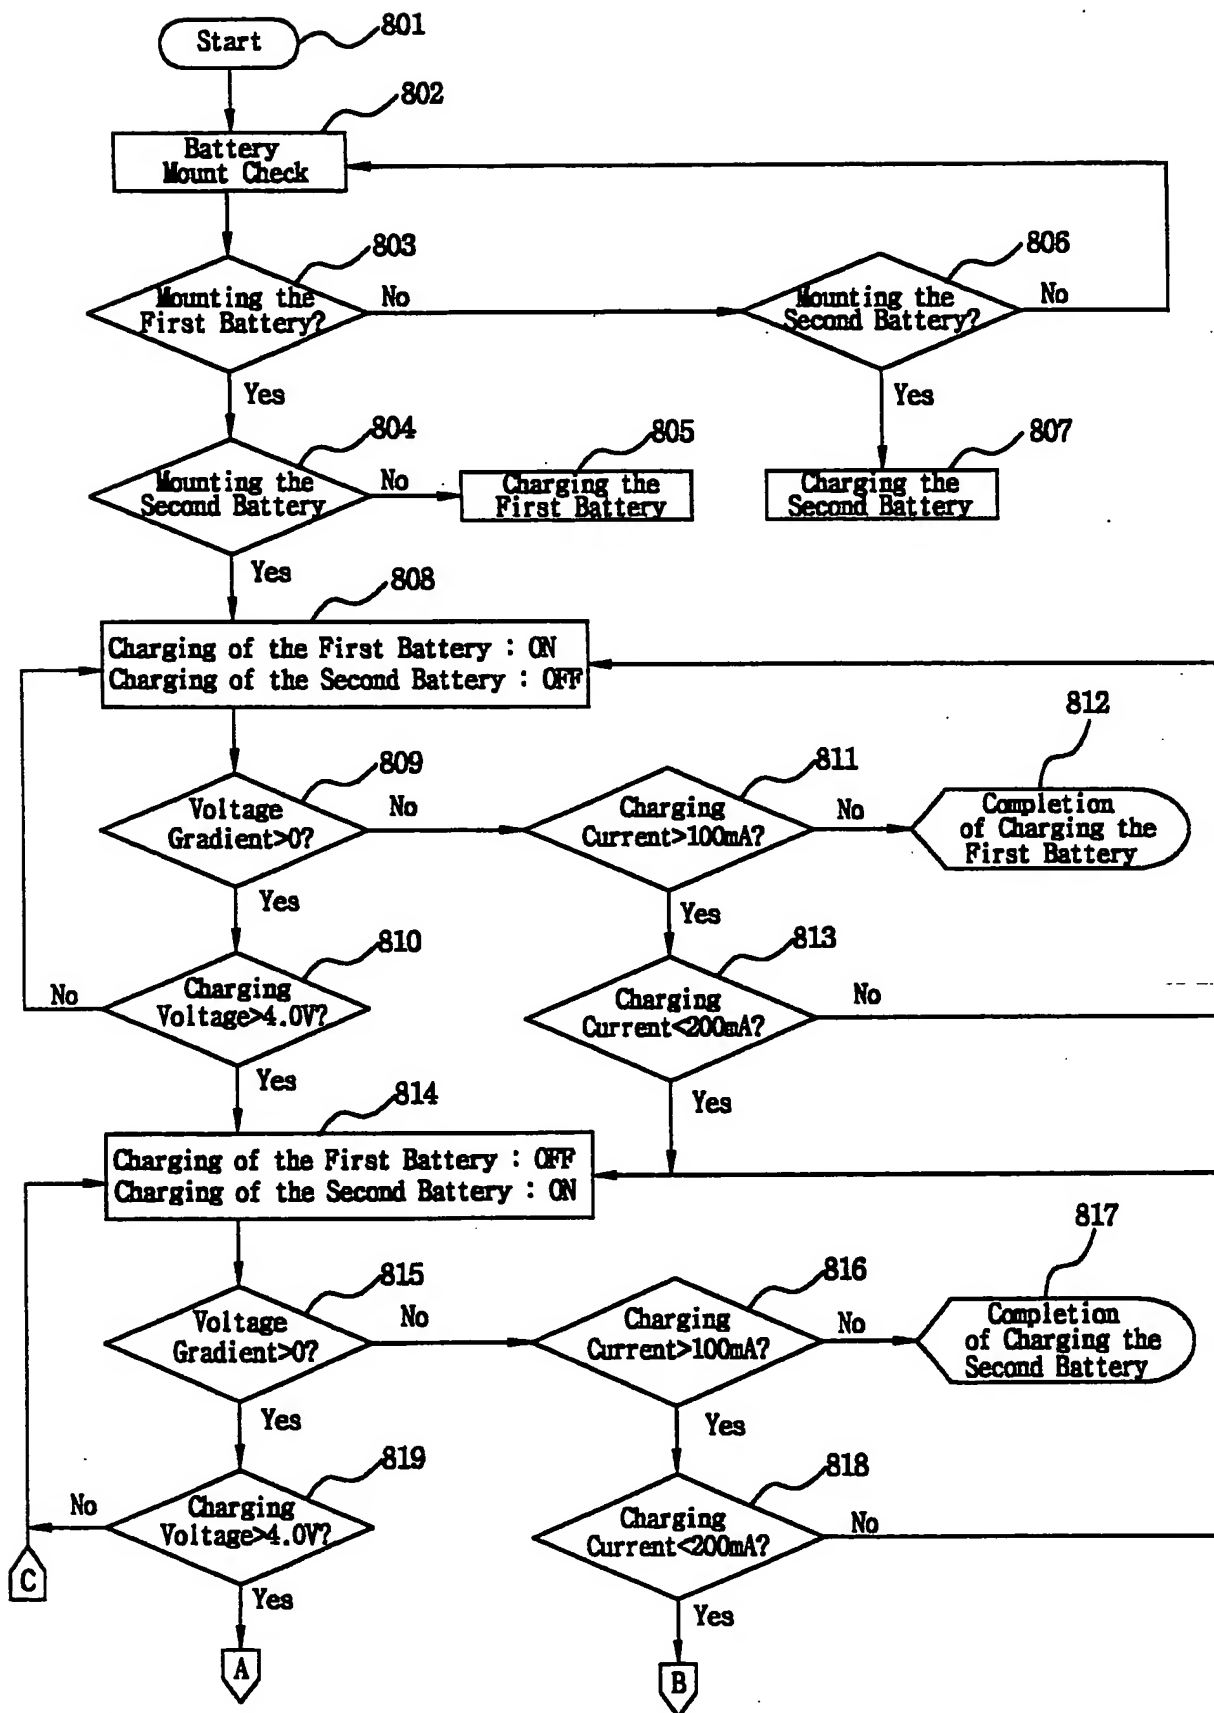 Start
801
802
Battery
Mount Check
803
Mounting the
First Battery?
No
806
Mounting the
Second Battery?
No
Yes
Yes
804
Mounting the
Second Battery
No
805
Charging the
First Battery
807
Charging the
Second Battery
Yes
808
Charging of the First Battery : ON
Charging of the Second Battery : OFF
809
Voltage
Gradient>0?
No
811
Charging
Current>100mA?
No
812
Completion
of Charging the
First Battery
Yes
Yes
810
Charging
Voltage>4.0V?
No
813
Charging
Current<200mA?
No
Yes
Yes
814
Charging of the First Battery : OFF
Charging of the Second Battery : ON
815
Voltage
Gradient>0?
No
816
Charging
Current>100mA?
No
817
Completion
of Charging the
Second Battery
Yes
Yes
819
Charging
Voltage>4.0V?
No
818
Charging
Current<200mA?
No
C
Yes
Yes
A
B